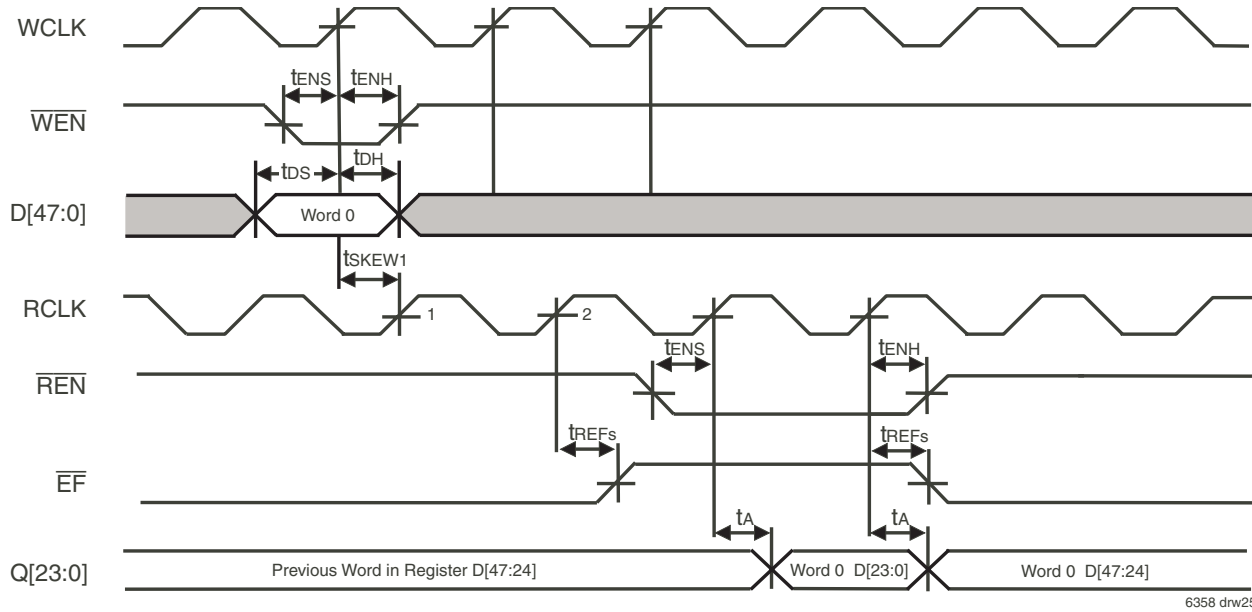 WCLK
tENS tENH
WEN
tDS tDH
D[47:0] Word 0
tSKEW1
RCLK 1 2
tENS tENH
REN
tREFs tREFs
EF
tA tA
Q[23:0] Previous Word in Register D[47:24] Word 0 D[23:0] Word 0 D[47:24]
6358 drw25